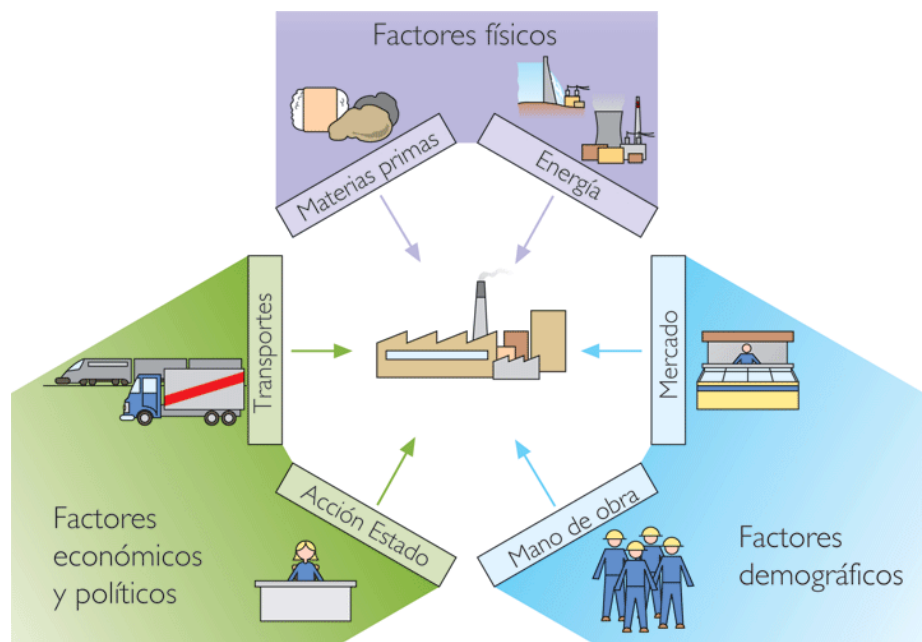 Factores físicos
Materias primas
Energía
Transportes
Mercado
Acción Estado
Mano de obra
Factores
económicos
y políticos
Factores
demográficos